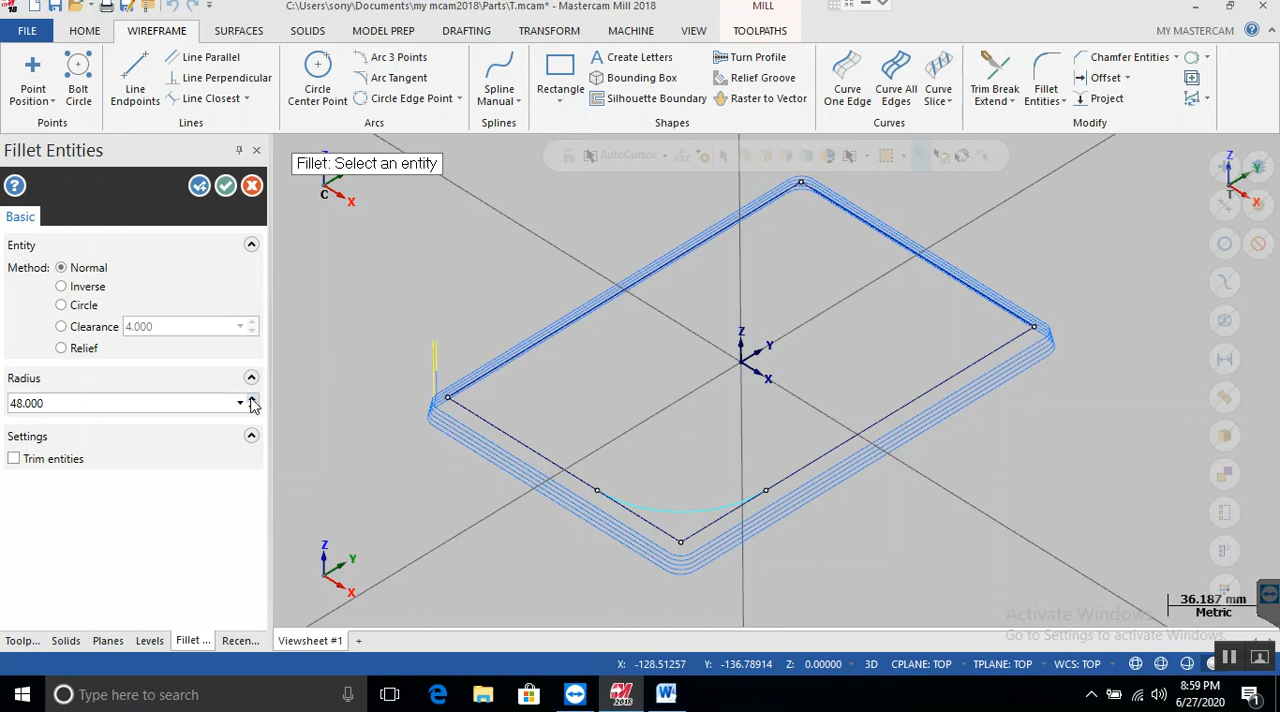 18
C:\Users\sony\Documents\my mcam2018\Parts\T.mcam* - Mastercam Mill 2018
MILL
FILE HOME WIREFRAME SURFACES SOLIDS MODEL PREP DRAFTING TRANSFORM MACHINE VIEW TOOLPATHS MY MASTERCAM
Point Position
Bolt Circle
Points
Line Endpoints
Line Parallel
Line Perpendicular
Line Closest
Lines
Circle Center Point
Arc 3 Points
Arc Tangent
Circle Edge Point
Arcs
Spline Manual
Splines
Rectangle
Create Letters
Bounding Box
Silhouette Boundary
Turn Profile
Relief Groove
Raster to Vector
Shapes
Curve One Edge
Curve All Edges
Curve Slice
Curves
Trim Break Extend
Fillet Entities
Chamfer Entities
Offset
Project
Modify
Fillet Entities
Basic
Entity
Method: Normal
Inverse
Circle
Clearance 4.000
Relief
Radius
48.000
Settings
Trim entities
Fillet: Select an entity
AutoCursor
C X
Z Y T X
Z Y X
Z Y X
36.187 mm
Metric
Activate Windows
Go to Settings to activate Windows.
Toolp... Solids Planes Levels Fillet ... Recen... Viewsheet #1 +
X: -128.51257 Y: -136.78914 Z: 0.00000 3D CPLANE: TOP TPLANE: TOP WCS: TOP
Type here to search
2018
8:59 PM
6/27/2020
1